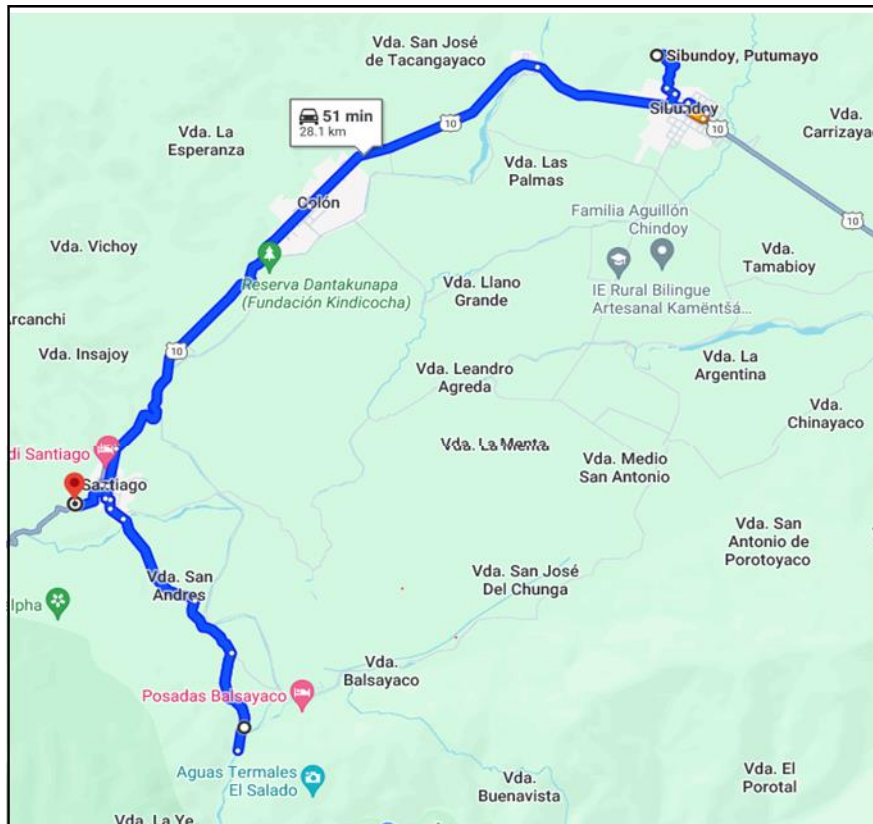 Vda. San José
de Tacangayaco
Sibundoy, Putumayo
51 min
28.1 km
10
Sibundoy
10
Vda.
Carrizaya
Vda. La
Esperanza
Vda. Las
Palmas
Colón
Familia Aguillón
Chindoy
10
Vda. Vichoy
Vda.
Tamabioy
Reserva Dantakunapa
(Fundación Kindicocha)
Vda. Llano
Grande
IE Rural Bilingue
Artesanal Kamëntšá...
Arcanchi
10
Vda. Insajoy
Vda. Leandro
Agreda
Vda. La
Argentina
Vda.
Chinayaco
Vda. La Menta
di Santiago
Vda. Medio
San Antonio
Santiago
Vda. San
Antonio de
Porotoyaco
Vda. San
Andres
Vda. San José
Del Chunga
elpha
Vda.
Balsayaco
Posadas Balsayaco
Aguas Termales
El Salado
Vda.
Buenavista
Vda. El
Porotal
Vda. La Ye